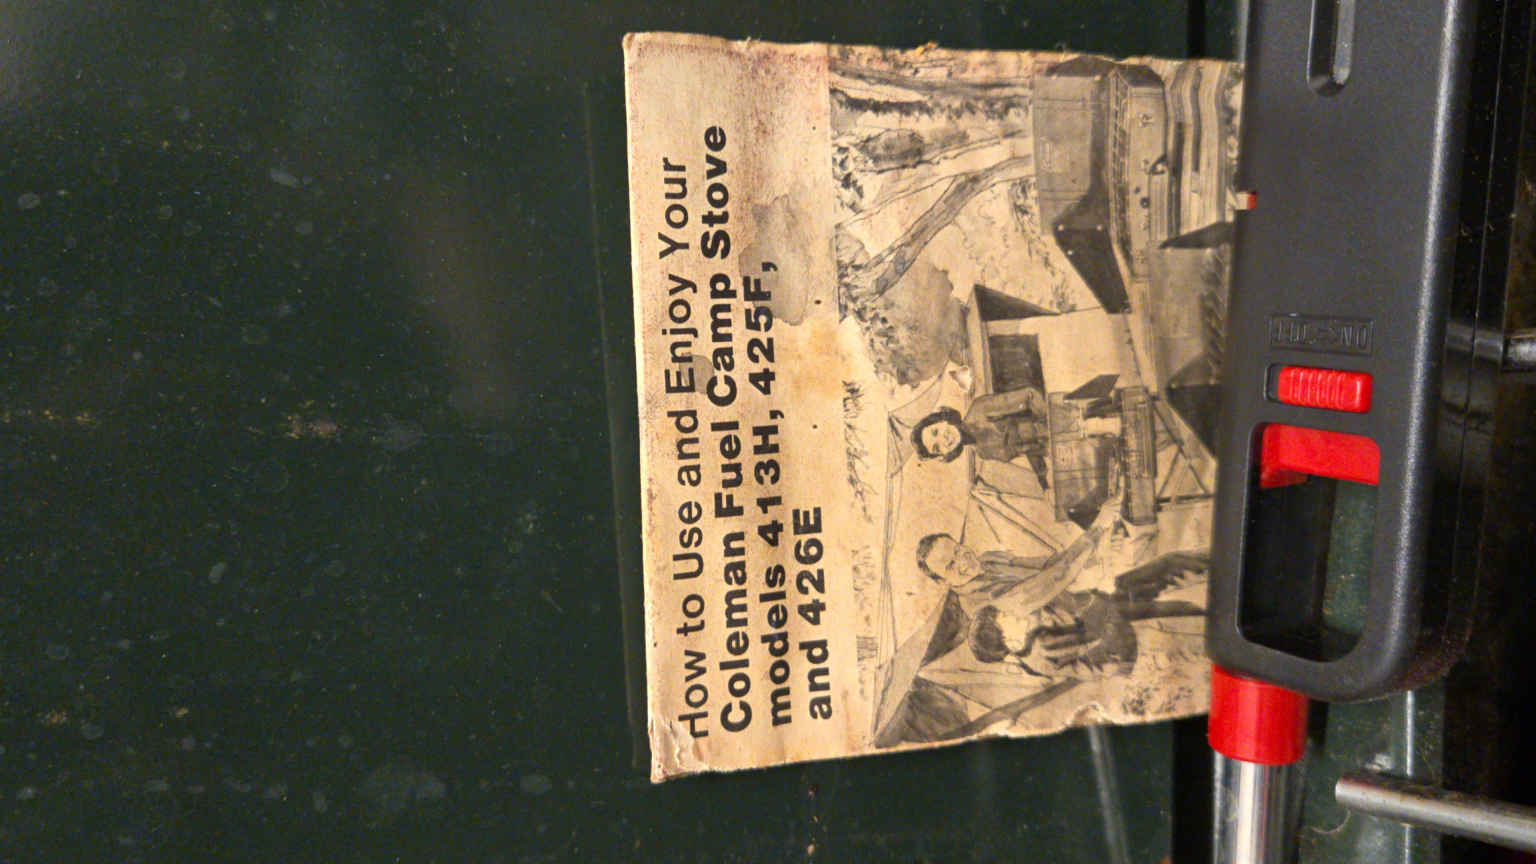 How to Use and Enjoy Your
Coleman Fuel Camp Stove
models 413H, 425F,
and 426E